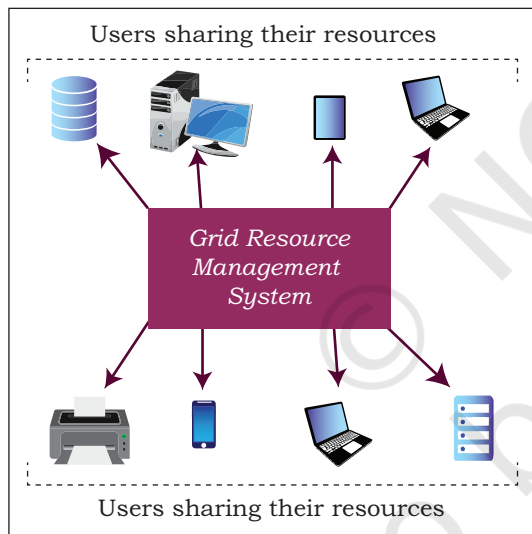 Users sharing their resources
Grid Resource
Management
System
Users sharing their resources